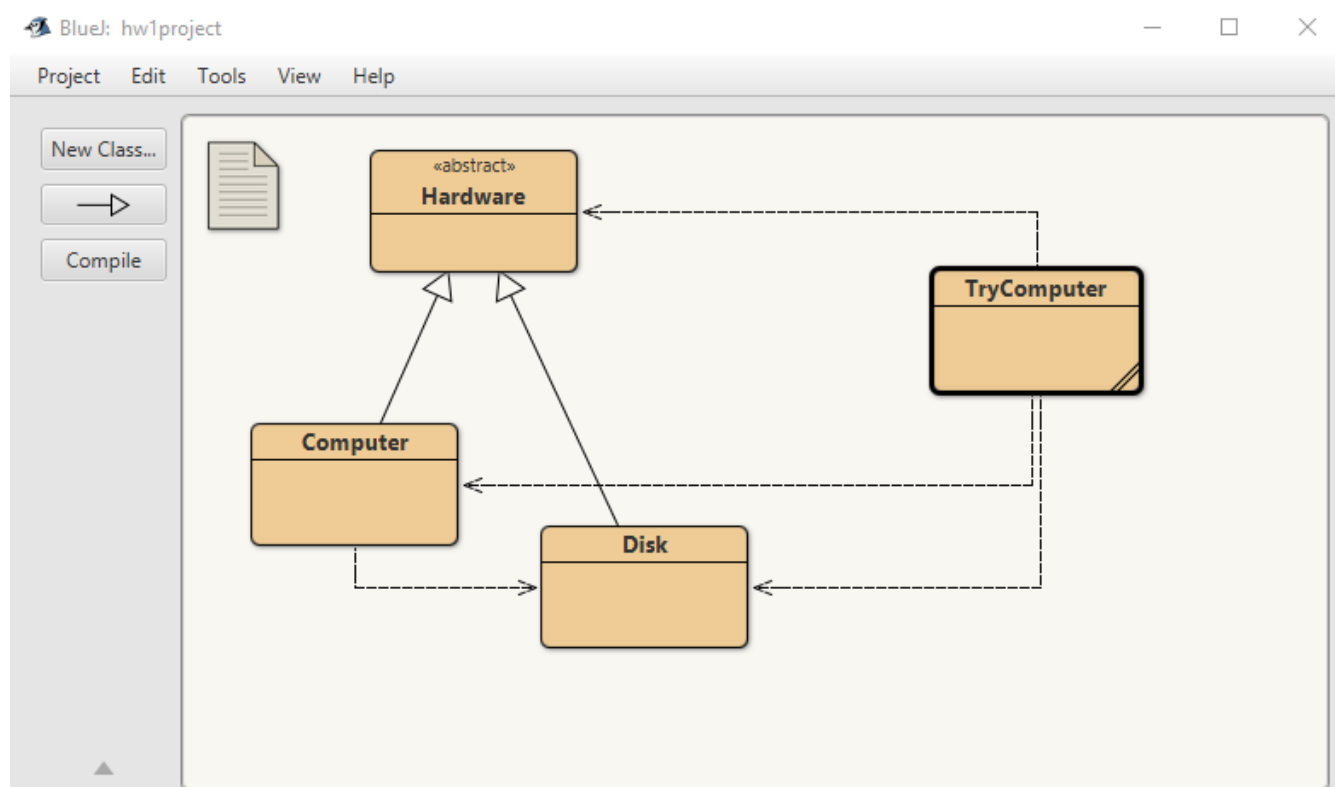 BlueJ: hw1project
Project Edit Tools View Help
New Class...
Compile
«abstract»
Hardware
TryComputer
Computer
Disk